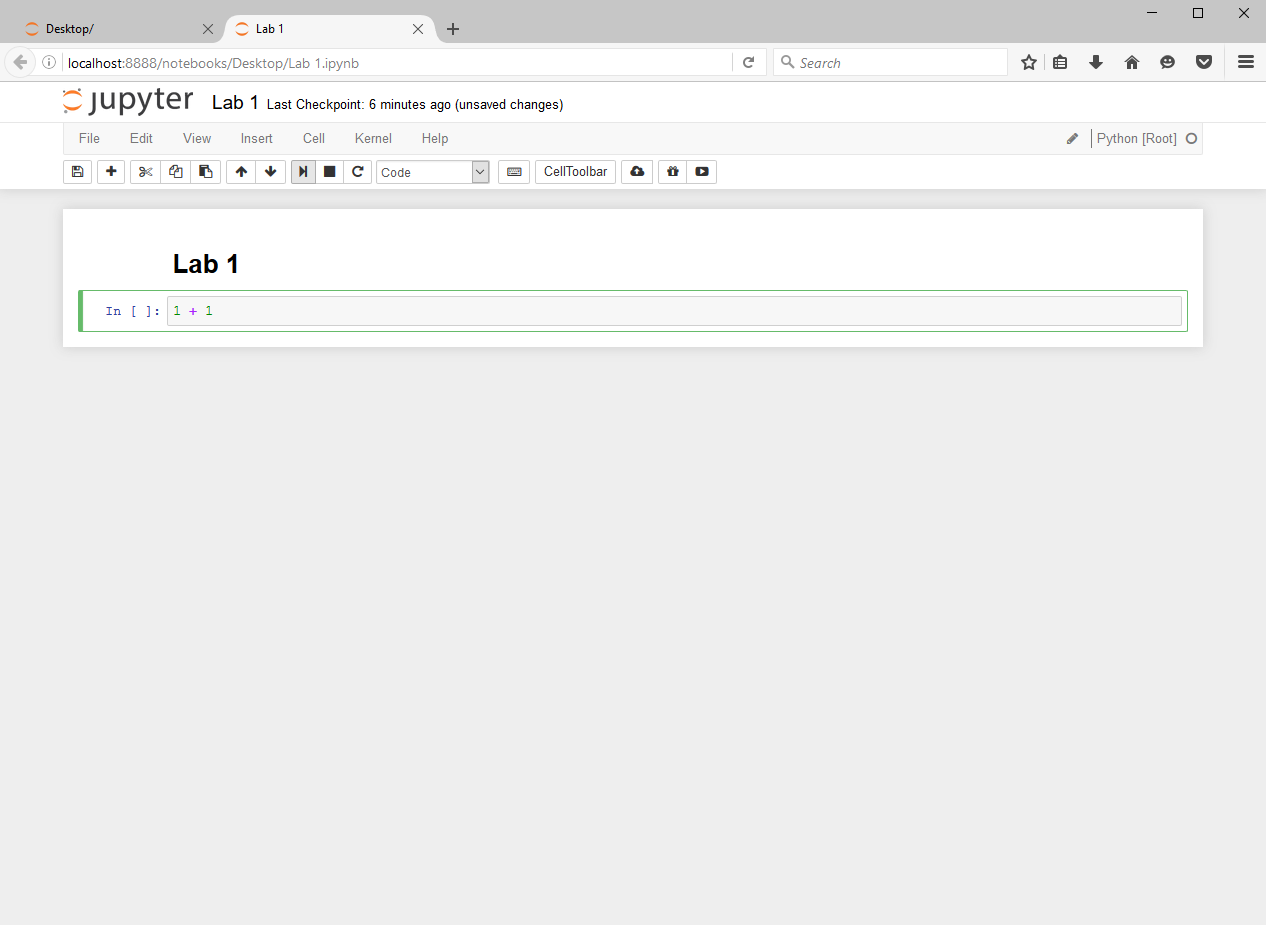 Desktop/
Lab 1
localhost:8888/notebooks/Desktop/Lab 1.ipynb
Search
jupyter Lab 1 Last Checkpoint: 6 minutes ago (unsaved changes)
File Edit View Insert Cell Kernel Help Python [Root]
Code CellToolbar
Lab 1
In [ ]: 1 + 1